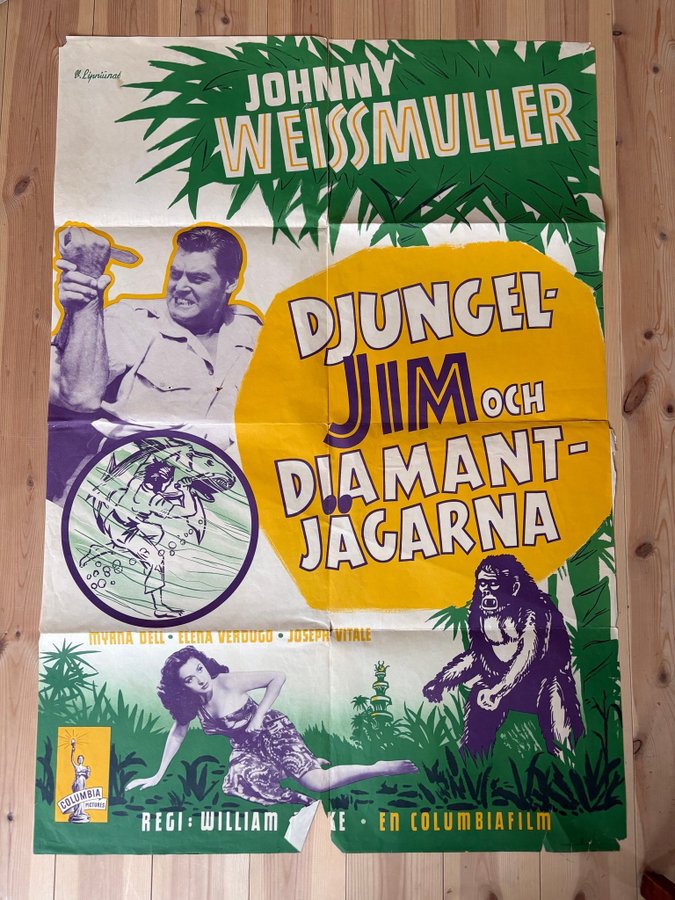 JOHNNY
WEISSMULLER
DJUNGEL-
JIM OCH
DIAMANT-
JÄGARNA
MYRNA DELL • ELENA VERDUGO • JOSEPH VITALE
COLUMBIA
PICTURES
REGI: WILLIAM KE • EN COLUMBIAFILM